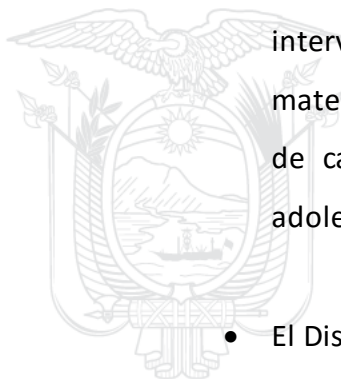 interv
mate
de ca
adole
• El Dis